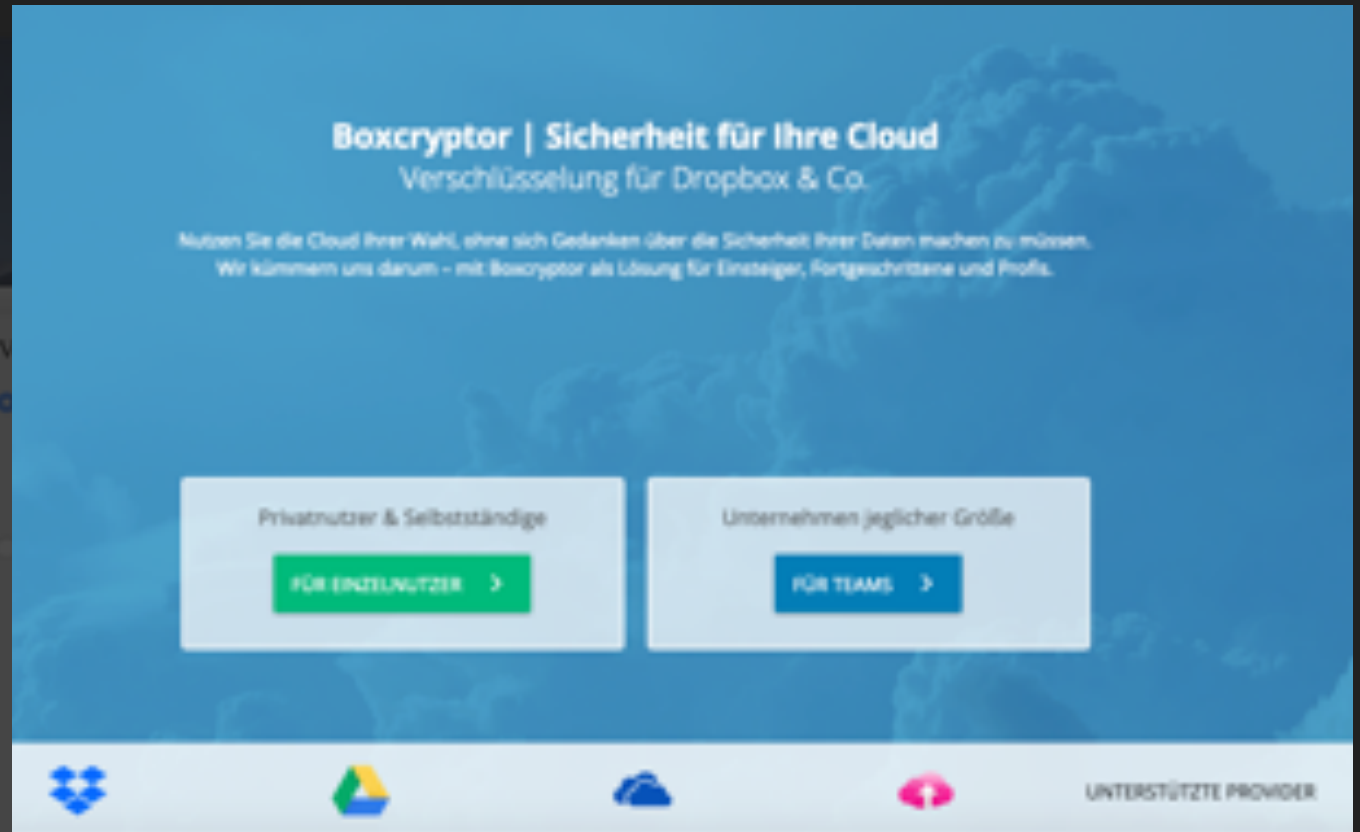 Boxcryptor | Sicherheit für Ihre Cloud
Verschlüsselung für Dropbox & Co.
Nutzen Sie die Cloud Ihrer Wahl, ohne sich Gedanken über die Sicherheit Ihrer Daten machen zu müssen.
Wir kümmern uns darum – mit Boxcryptor als Lösung für Einsteiger, Fortgeschrittene und Profis.
Privatnutzer & Selbstständige
FÜR EINZELNUTZER
Unternehmen jeglicher Größe
FÜR TEAMS
UNTERSTÜTZTE PROVIDER